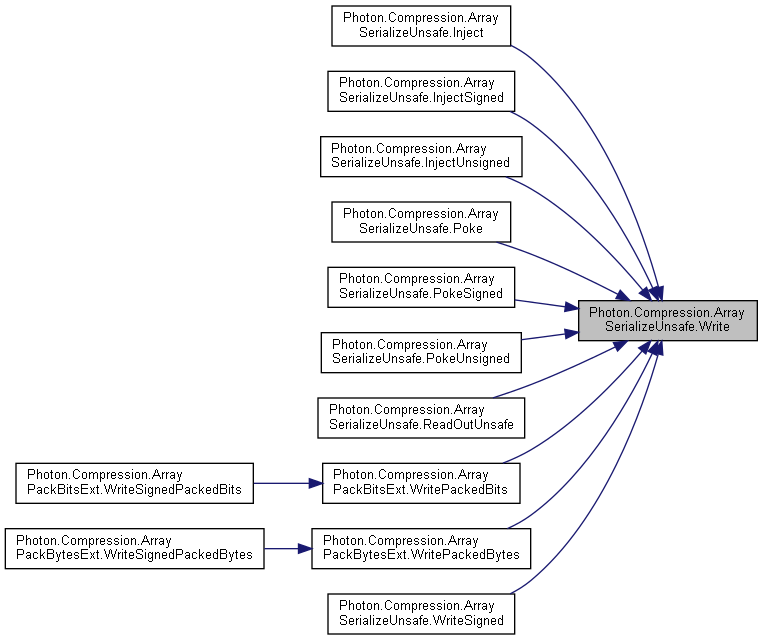 Photon.Compression.Array
SerializeUnsafe.Inject
Photon.Compression.Array
SerializeUnsafe.InjectSigned
Photon.Compression.Array
SerializeUnsafe.InjectUnsigned
Photon.Compression.Array
SerializeUnsafe.Poke
Photon.Compression.Array
SerializeUnsafe.PokeSigned
Photon.Compression.Array
SerializeUnsafe.Write
Photon.Compression.Array
SerializeUnsafe.PokeUnsigned
Photon.Compression.Array
SerializeUnsafe.ReadOutUnsafe
Photon.Compression.Array
PackBitsExt.WriteSignedPackedBits
Photon.Compression.Array
PackBitsExt.WritePackedBits
Photon.Compression.Array
PackBytesExt.WriteSignedPackedBytes
Photon.Compression.Array
PackBytesExt.WritePackedBytes
Photon.Compression.Array
SerializeUnsafe.WriteSigned